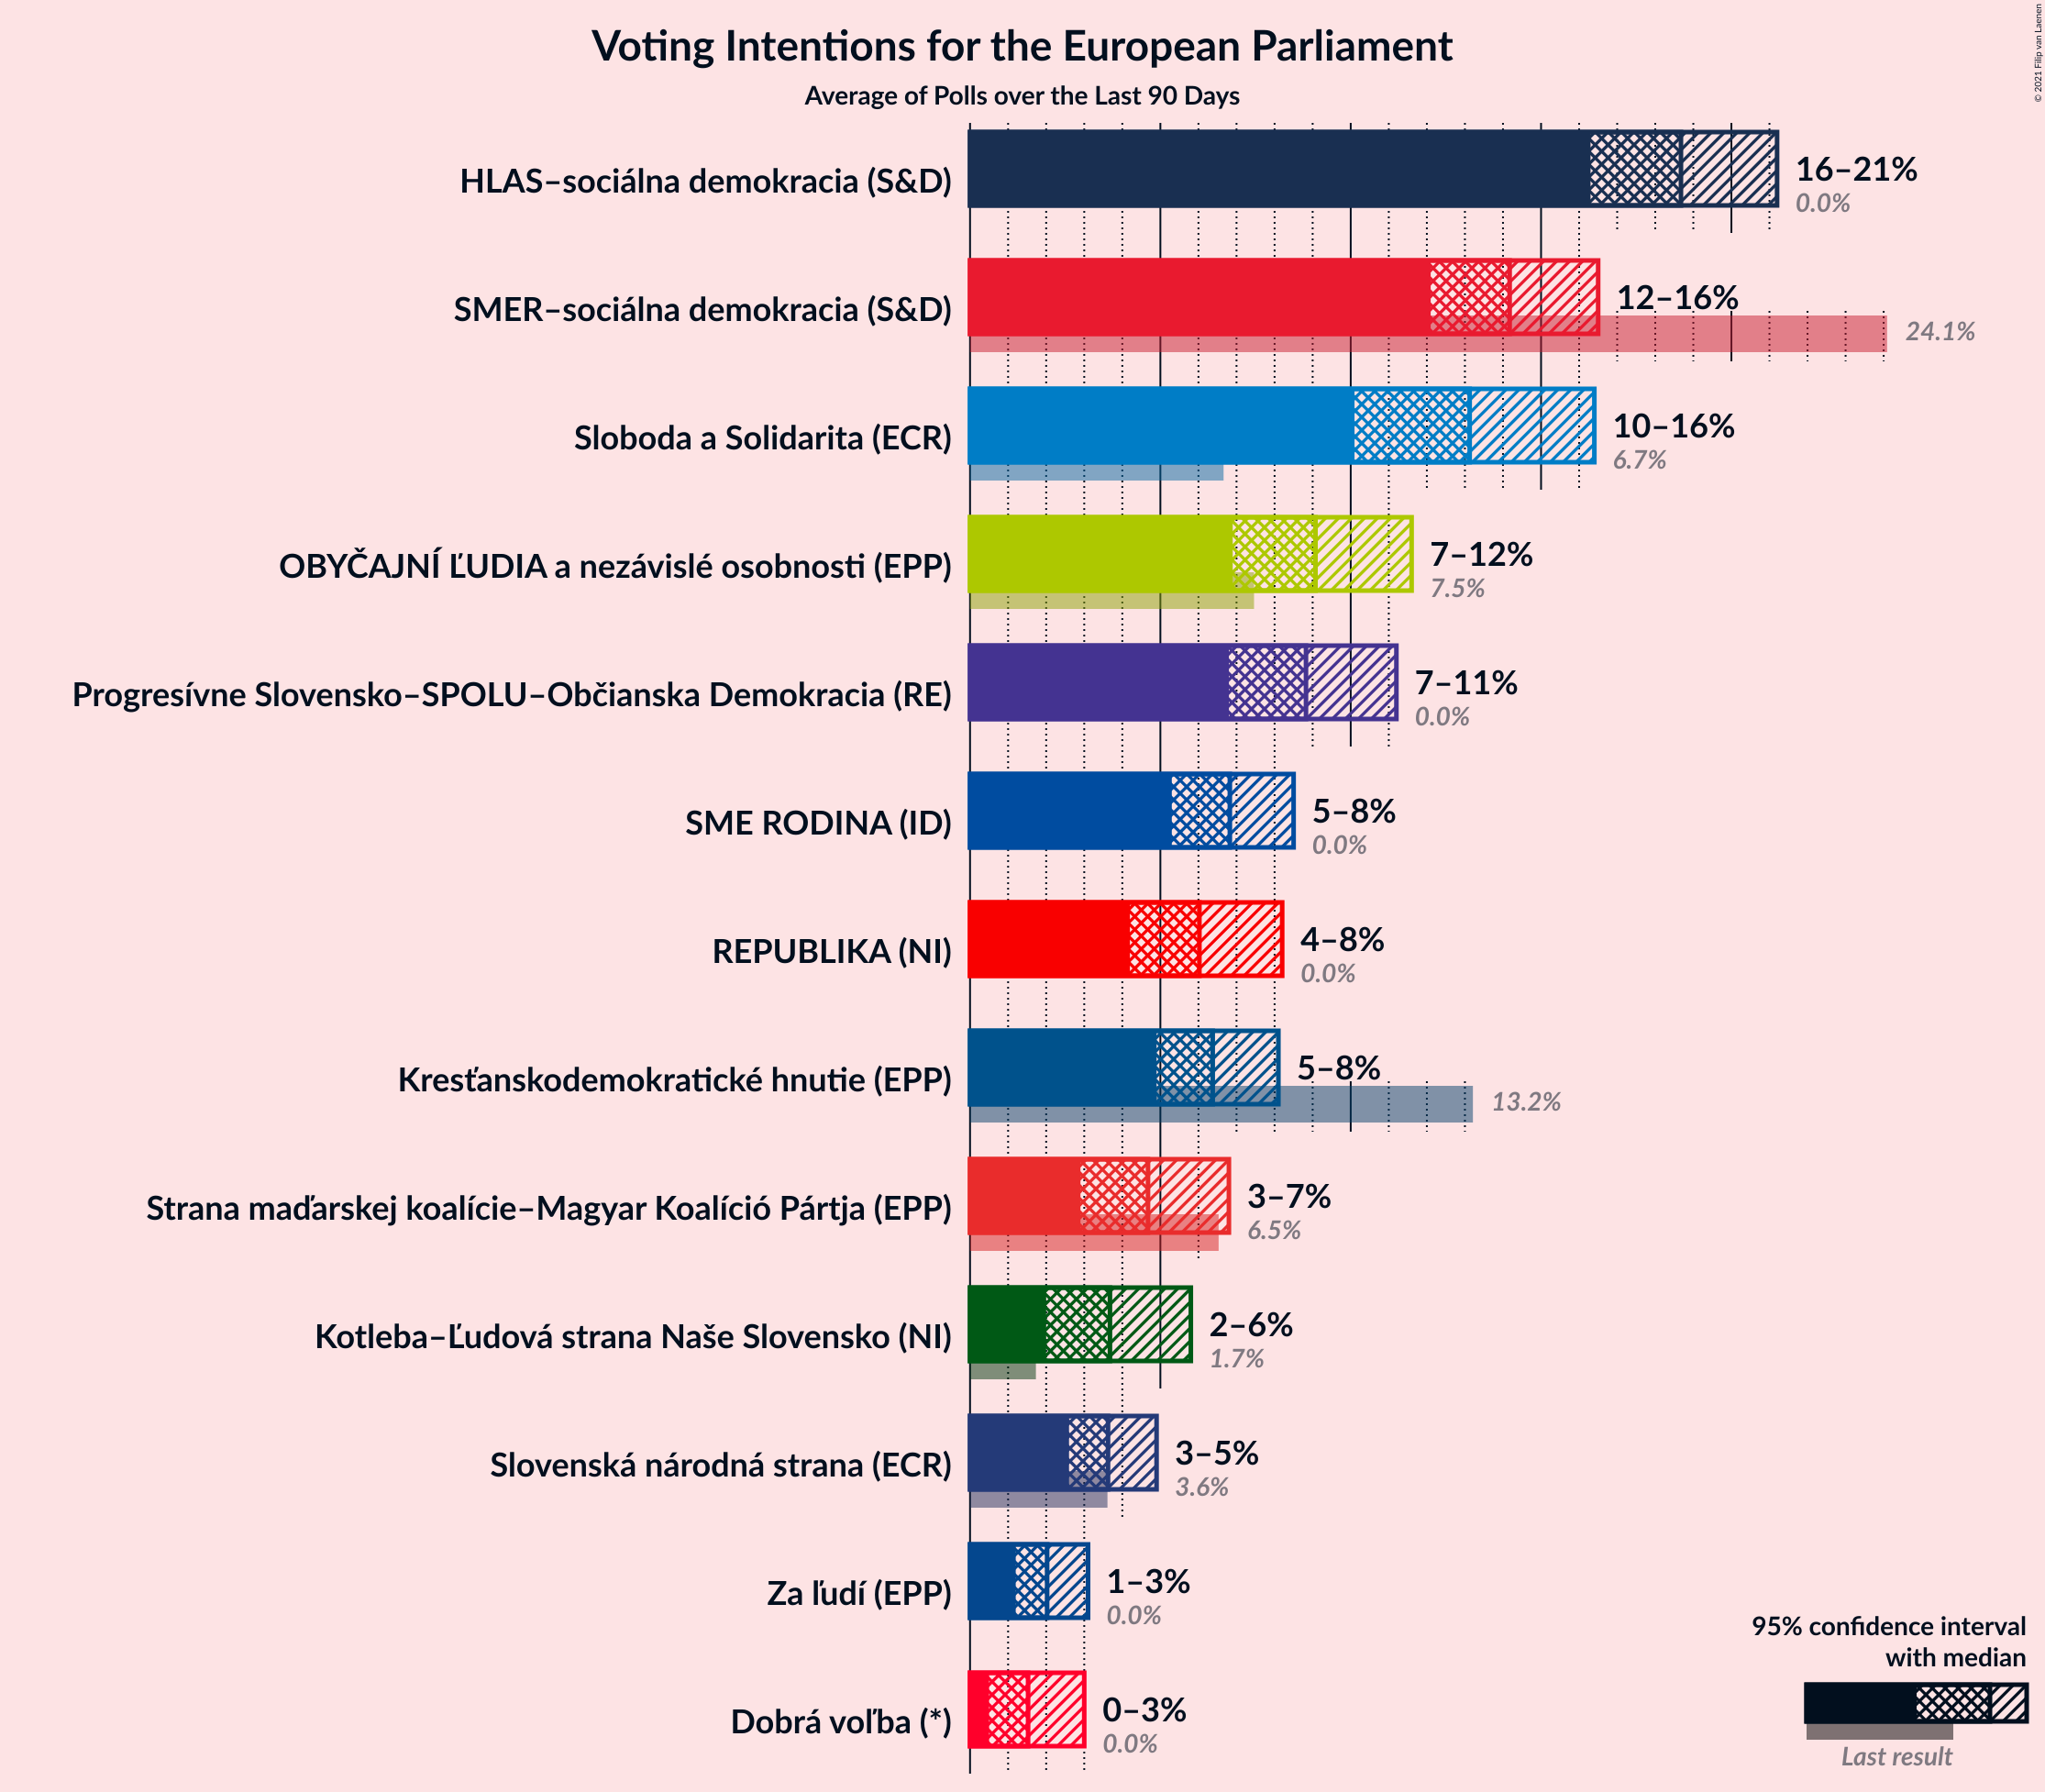 Voting Intentions for the European Parliament
Average of Polls over the Last 90 Days
© 2021 Filip van Laenen
HLAS–sociálna demokracia (S&D)
16–21%
0.0%
SMER–sociálna demokracia (S&D)
12–16%
24.1%
Sloboda a Solidarita (ECR)
10–16%
6.7%
OBYČAJNÍ ĽUDIA a nezávislé osobnosti (EPP)
7–12%
7.5%
Progresívne Slovensko–SPOLU–Občianska Demokracia (RE)
7–11%
0.0%
SME RODINA (ID)
5–8%
0.0%
REPUBLIKA (NI)
4–8%
0.0%
Kresťanskodemokratické hnutie (EPP)
5–8%
13.2%
Strana maďarskej koalície–Magyar Koalíció Pártja (EPP)
3–7%
6.5%
Kotleba–Ľudová strana Naše Slovensko (NI)
2–6%
1.7%
Slovenská národná strana (ECR)
3–5%
3.6%
Za ľudí (EPP)
1–3%
0.0%
Dobrá voľba (*)
0–3%
0.0%
95% confidence interval
with median
Last result